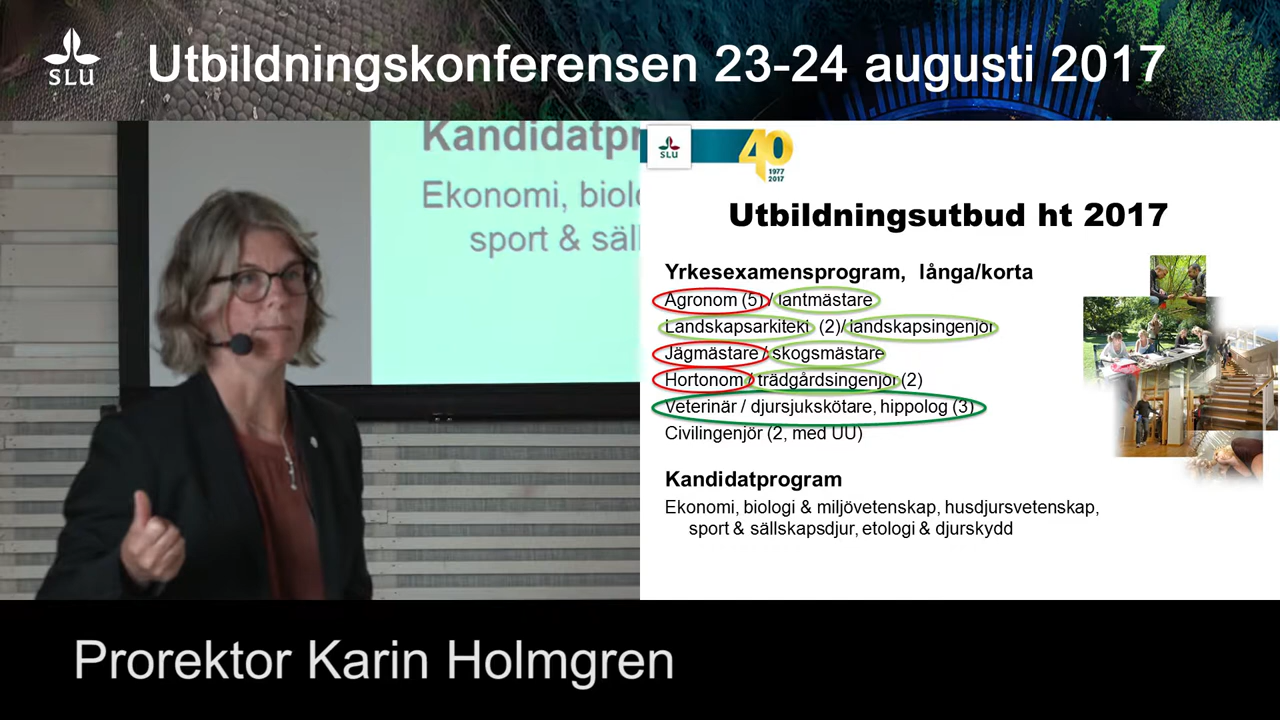 SLU
Utbildningskonferensen 23-24 augusti 2017
Kandidatpr
Ekonomi, biolo
sport & säll
SLU
40
1977
2017
Utbildningsutbud ht 2017
Yrkesexamensprogram, långa/korta
Agronom (5) / lantmästare
Landskapsarkitekt (2)/ landskapsingenjör
Jägmästare / skogsmästare
Hortonom / trädgårdsingenjör (2)
Veterinär / djursjukskötare, hippolog (3)
Civilingenjör (2, med UU)
Kandidatprogram
Ekonomi, biologi & miljövetenskap, husdjursvetenskap,
sport & sällskapsdjur, etologi & djurskydd
Prorektor Karin Holmgren